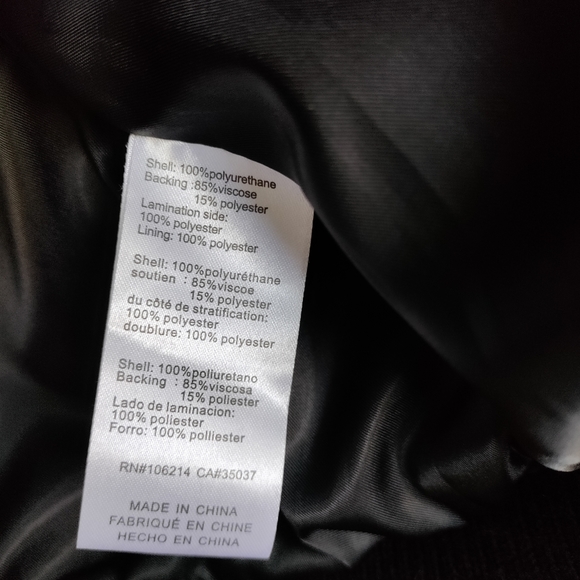 Shell: 100%polyurethane
Backing :85%viscose
15% polyester
Lamination side:
100% polyester
Lining: 100% polyester
Shell: 100%polyuréthane
soutien : 85%viscoe
15% polyester
du côté de stratification:
100% polyester
doublure: 100% polyester
Shell: 100%poliuretano
Backing : 85%viscosa
15% poliester
Lado de laminacion:
100% poliester
Forro: 100% polliester
RN#106214 CA#35037
MADE IN CHINA
FABRIQUÉ EN CHINE
HECHO EN CHINA